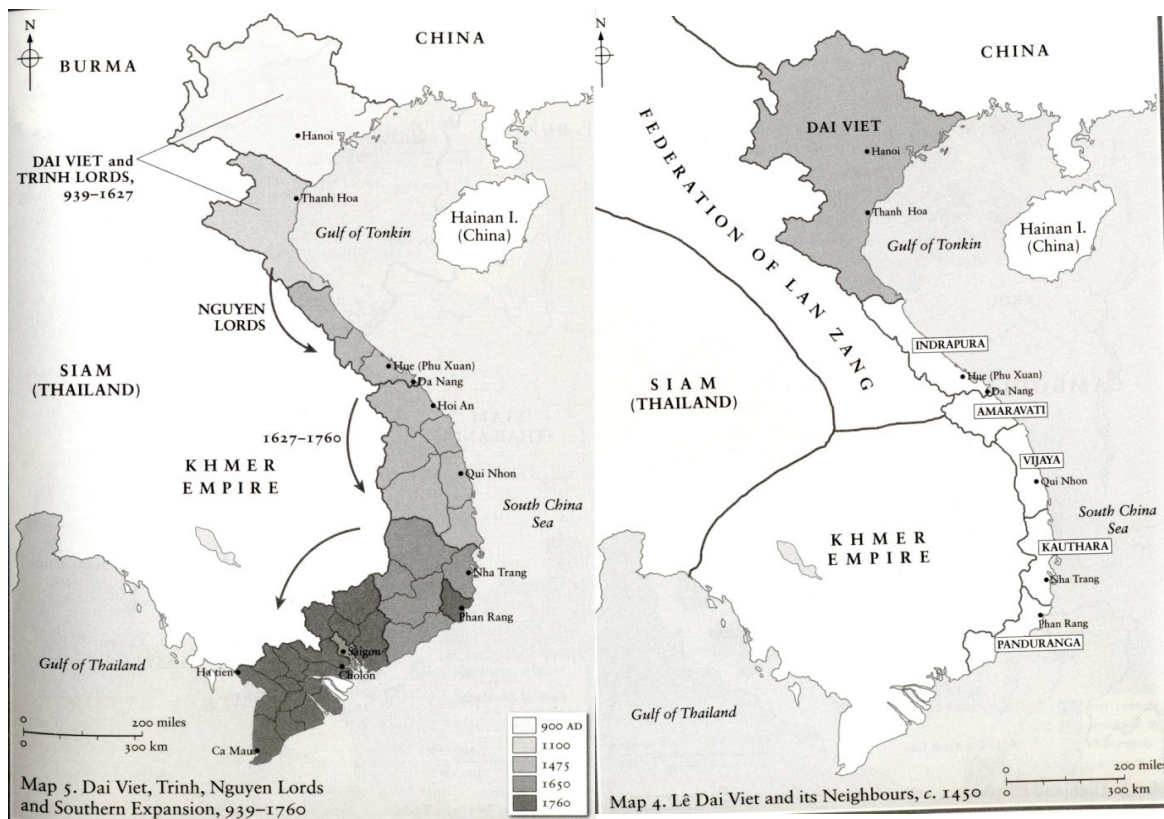 N
CHINA
BURMA
Hanoi
DAI VIET and
TRINH LORDS,
939–1627
Thanh Hoa
Hainan I.
(China)
Gulf of Tonkin
NGUYEN
LORDS
SIAM
(THAILAND)
Hue (Phu Xuan)
Da Nang
Hoi An
1627–1760
KHMER
EMPIRE
Qui Nhon
South China
Sea
Nha Trang
Phan Rang
Gulf of Thailand
Saigon
Ha tien
Cholon
Ca Mau
0
200 miles
0
300 km
900 AD
1100
1475
1650
1760
Map 5. Dai Viet, Trinh, Nguyen Lords
and Southern Expansion, 939–1760
N
CHINA
DAI VIET
Hanoi
FEDERATION OF LAN ZANG
Thanh Hoa
Hainan I.
(China)
Gulf of Tonkin
INDRAPURA
Hue (Phu Xuan)
Da Nang
SIAM
(THAILAND)
AMARAVATI
VIJAYA
Qui Nhon
South China
Sea
KHMER
EMPIRE
KAUTHARA
Nha Trang
Phan Rang
PANDURANGA
Gulf of Thailand
0
200 miles
0
300 km
Map 4. Lê Dai Viet and its Neighbours, c. 1450